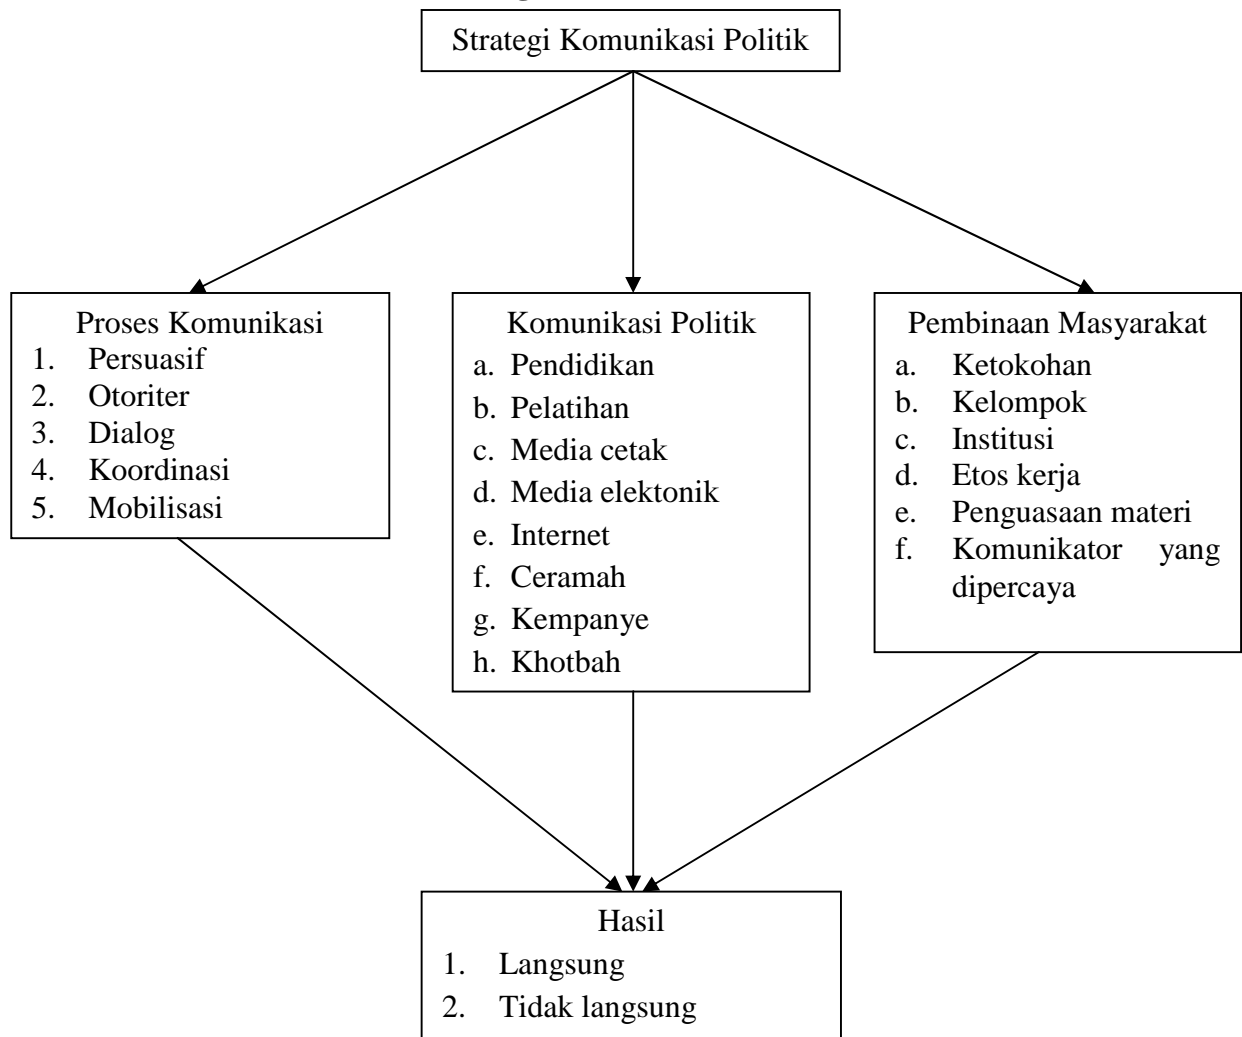 Strategi Komunikasi Politik
Proses Komunikasi
1. Persuasif
2. Otoriter
3. Dialog
4. Koordinasi
5. Mobilisasi
Komunikasi Politik
a. Pendidikan
b. Pelatihan
c. Media cetak
d. Media elektonik
e. Internet
f. Ceramah
g. Kempanye
h. Khotbah
Pembinaan Masyarakat
a. Ketokohan
b. Kelompok
c. Institusi
d. Etos kerja
e. Penguasaan materi
f. Komunikator yang
dipercaya
Hasil
1. Langsung
2. Tidak langsung